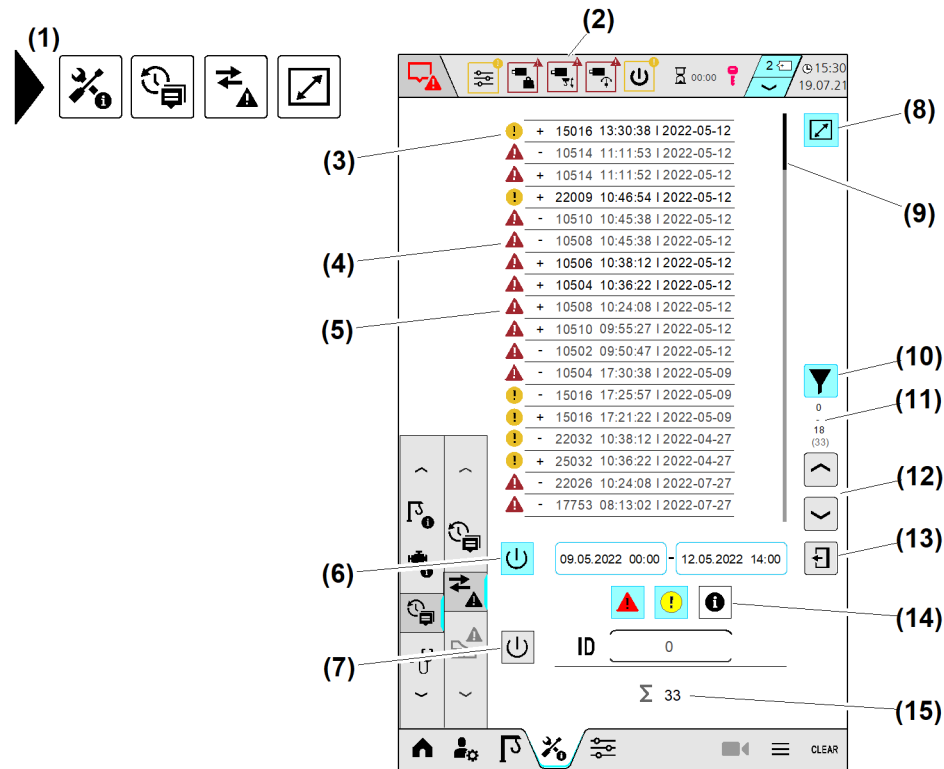 (1)
(2)
00:00
2
15:30
19.07.21
(3)
+ 15016 13:30:38 | 2022-05-12
(8)
- 10514 11:11:53 | 2022-05-12
+ 10514 11:11:52 | 2022-05-12
+ 22009 10:46:54 | 2022-05-12
(9)
- 10510 10:45:38 | 2022-05-12
(4)
- 10508 10:45:38 | 2022-05-12
+ 10506 10:38:12 | 2022-05-12
+ 10504 10:36:22 | 2022-05-12
(5)
+ 10508 10:24:08 | 2022-05-12
+ 10510 09:55:27 | 2022-05-12
- 10502 09:50:47 | 2022-05-12
(10)
- 10504 17:30:38 | 2022-05-09
- 15016 17:25:57 | 2022-05-09
+ 15016 17:21:22 | 2022-05-09
- 22032 10:38:12 | 2022-04-27
+ 25032 10:36:22 | 2022-04-27
- 22026 10:24:08 | 2022-07-27
- 17753 08:13:02 | 2022-07-27
0
-
18
(33)
(11)
(12)
(13)
(6)
09.05.2022 00:00 - 12.05.2022 14:00
(14)
(7)
ID 0
Σ 33
(15)
CLEAR